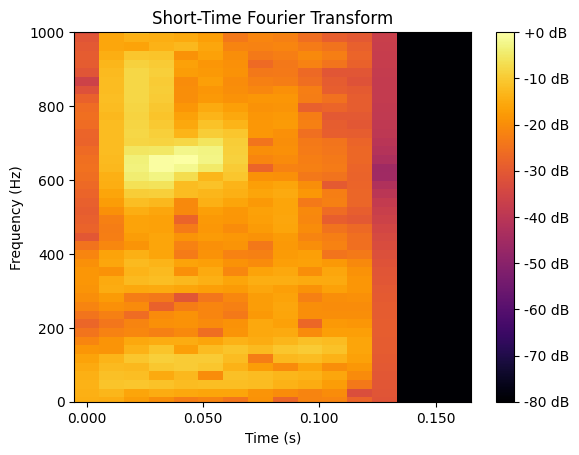 Short-Time Fourier Transform
1000
800
600
400
200
0
Frequency (Hz)
0.000
0.050
0.100
0.150
Time (s)
+0 dB
-10 dB
-20 dB
-30 dB
-40 dB
-50 dB
-60 dB
-70 dB
-80 dB